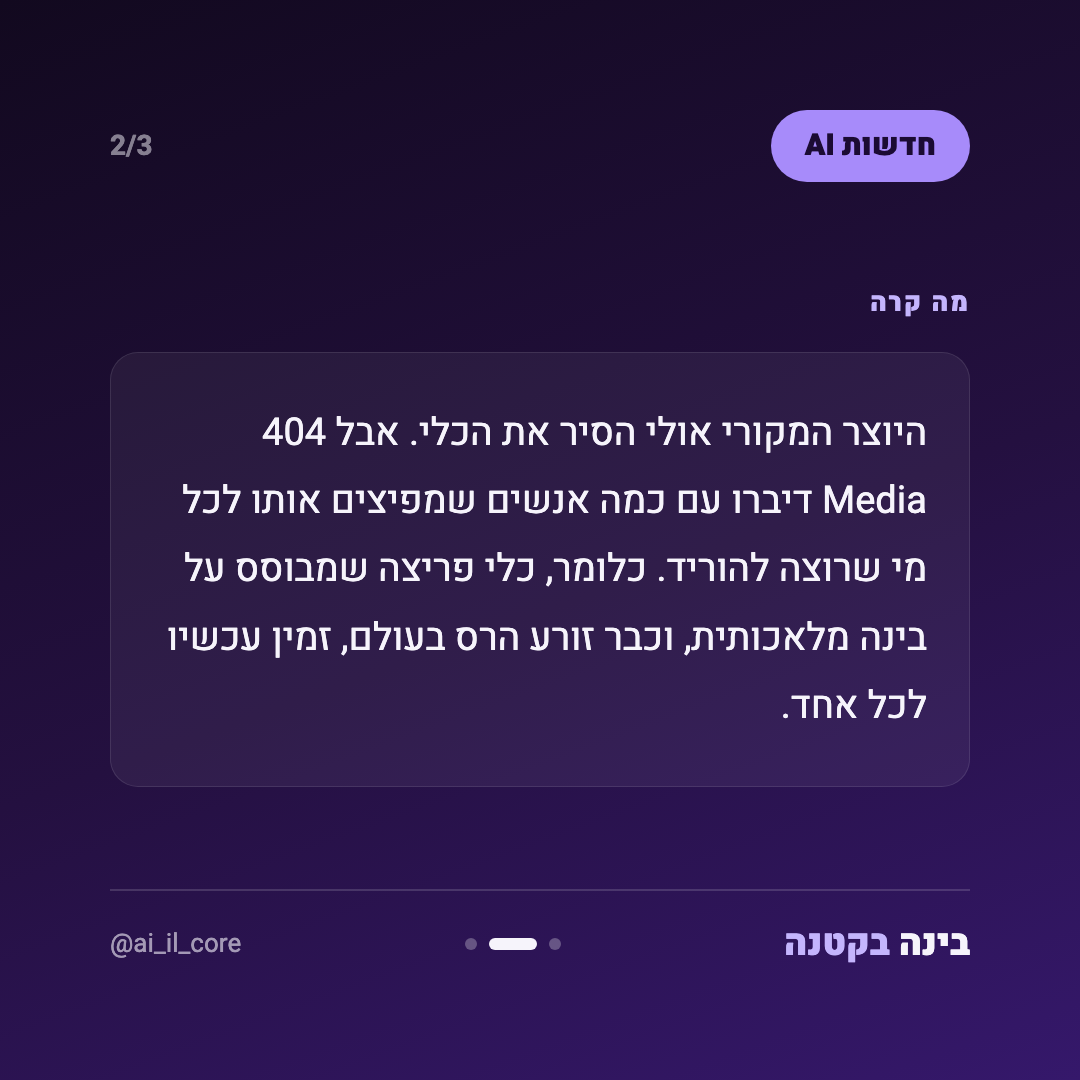 חדשות AI
2/3
מה קרה
היוצר המקורי אולי הסיר את הכלי. אבל 404
Media דיברו עם כמה אנשים שמפיצים אותו לכל
מי שרוצה להוריד. כלומר, כלי פריצה שמבוסס על
בינה מלאכותית, וכבר זורע הרס בעולם, זמין עכשיו
לכל אחד.
בינה בקטנה
@ai_il_core